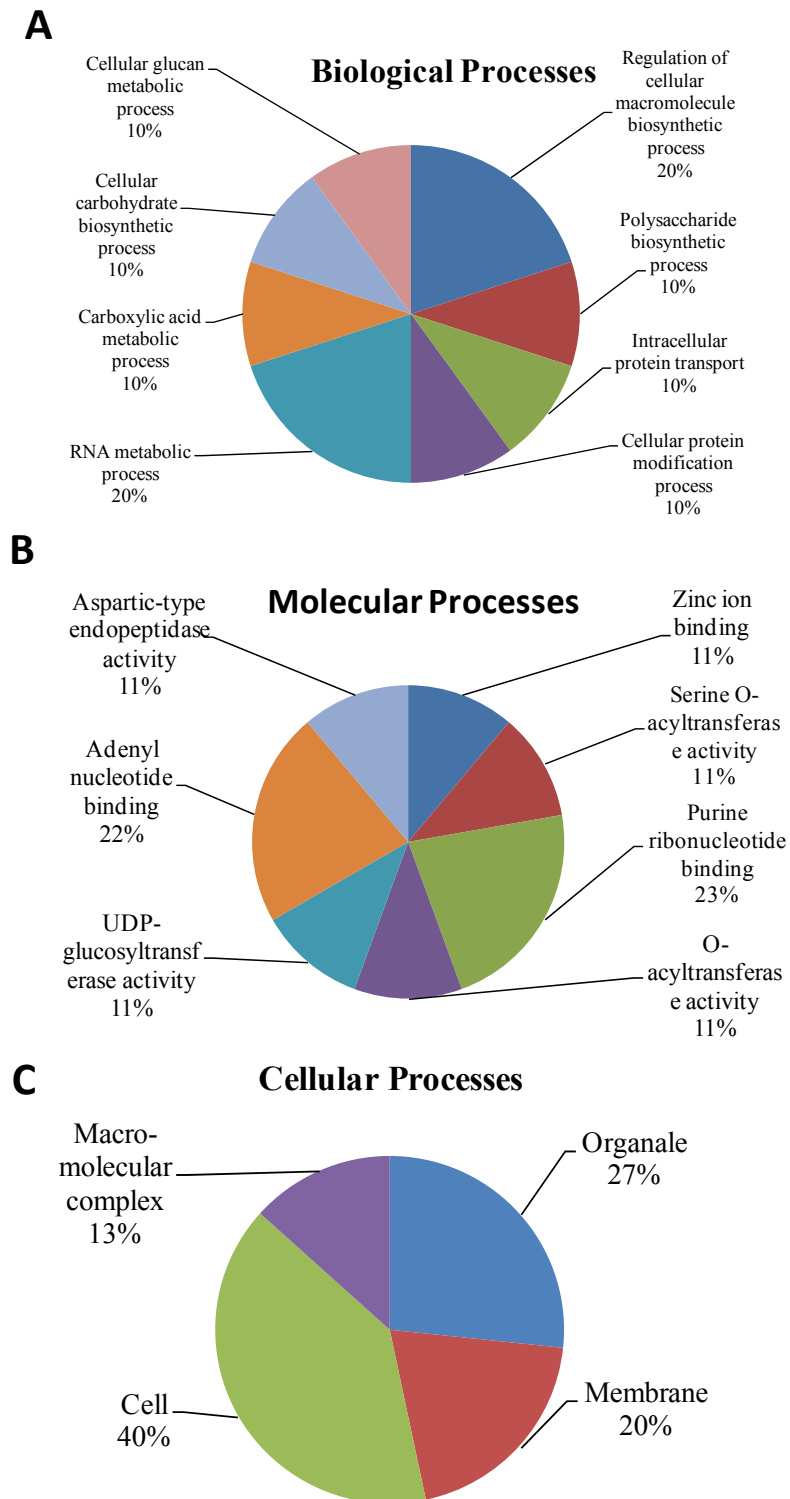 A
Biological Processes
Cellular glucan
metabolic
process
10%
Regulation of
cellular
macromolecule
biosynthetic
process
20%
Cellular
carbohydrate
biosynthetic
process
10%
Polysaccharide
biosynthetic
process
10%
Carboxylic acid
metabolic
process
10%
Intracellular
protein transport
10%
RNA metabolic
process
20%
Cellular protein
modification
process
10%
B
Molecular Processes
Aspartic-type
endopeptidase
activity
11%
Zinc ion
binding
11%
Serine O-
acyltransferas
e activity
11%
Adenyl
nucleotide
binding
22%
Purine
ribonucleotide
binding
23%
UDP-
glucosyltransf
erase activity
11%
O-
acyltransferas
e activity
11%
C
Cellular Processes
Macro-
molecular
complex
13%
Organale
27%
Cell
40%
Membrane
20%